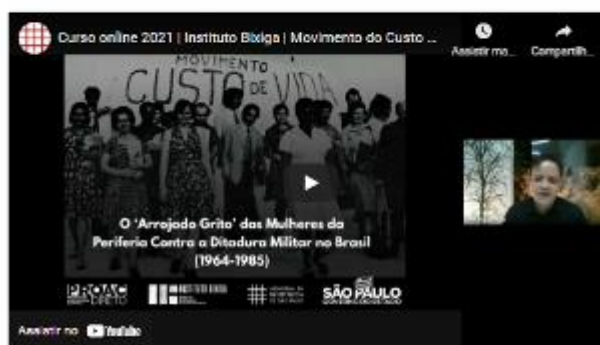 Curso online 2021 | Instituto Bixiga | Movimento do Custo ...
Assistir mo...
Compartilh...
MOVIMENTO
CUSTO DE VIDA
O 'Arrojado Grito' das Mulheres da
Periferia Contra a Ditadura Militar no Brasil
(1964-1985)
PROAC
DIRETO
SÃO PAULO
Assistir no YouTube